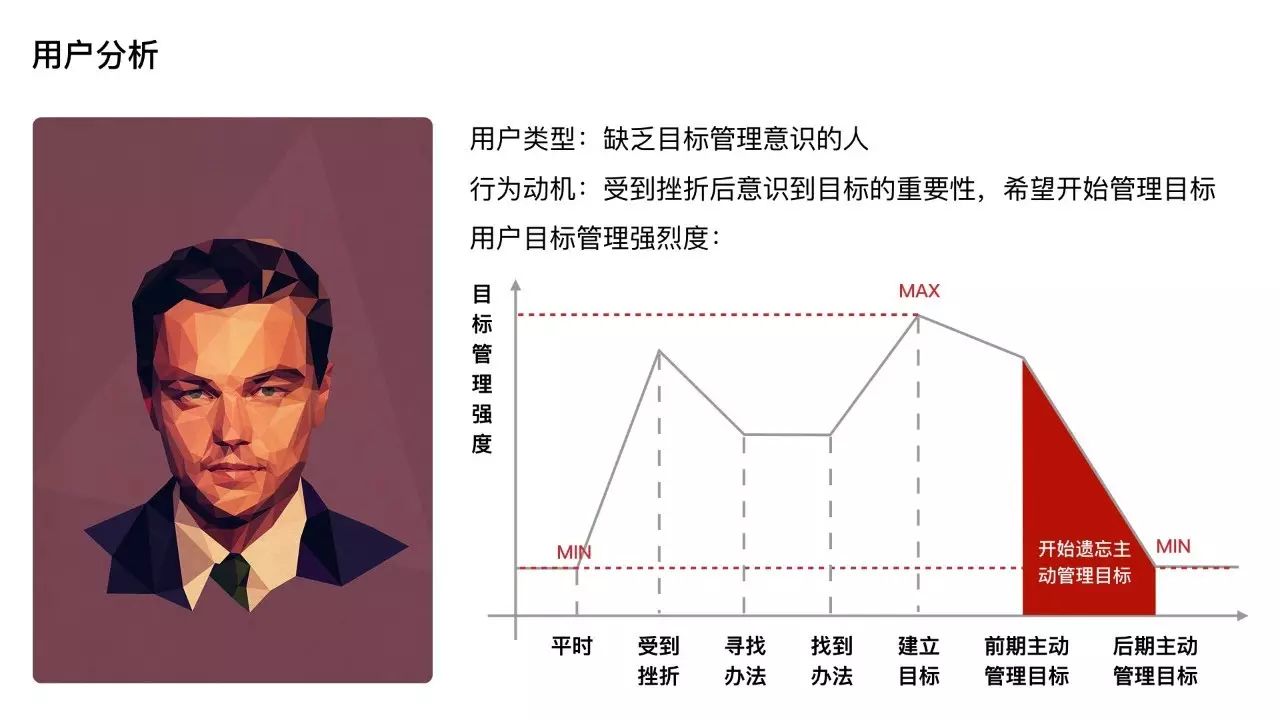 用户分析
用户类型：缺乏目标管理意识的人
行为动机：受到挫折后意识到目标的重要性，希望开始管理目标
用户目标管理强烈度：
目标管理强度
MAX
MIN
开始遗忘主
动管理目标
MIN
平时
受到
挫折
寻找
办法
找到
办法
建立
目标
前期主动
管理目标
后期主动
管理目标